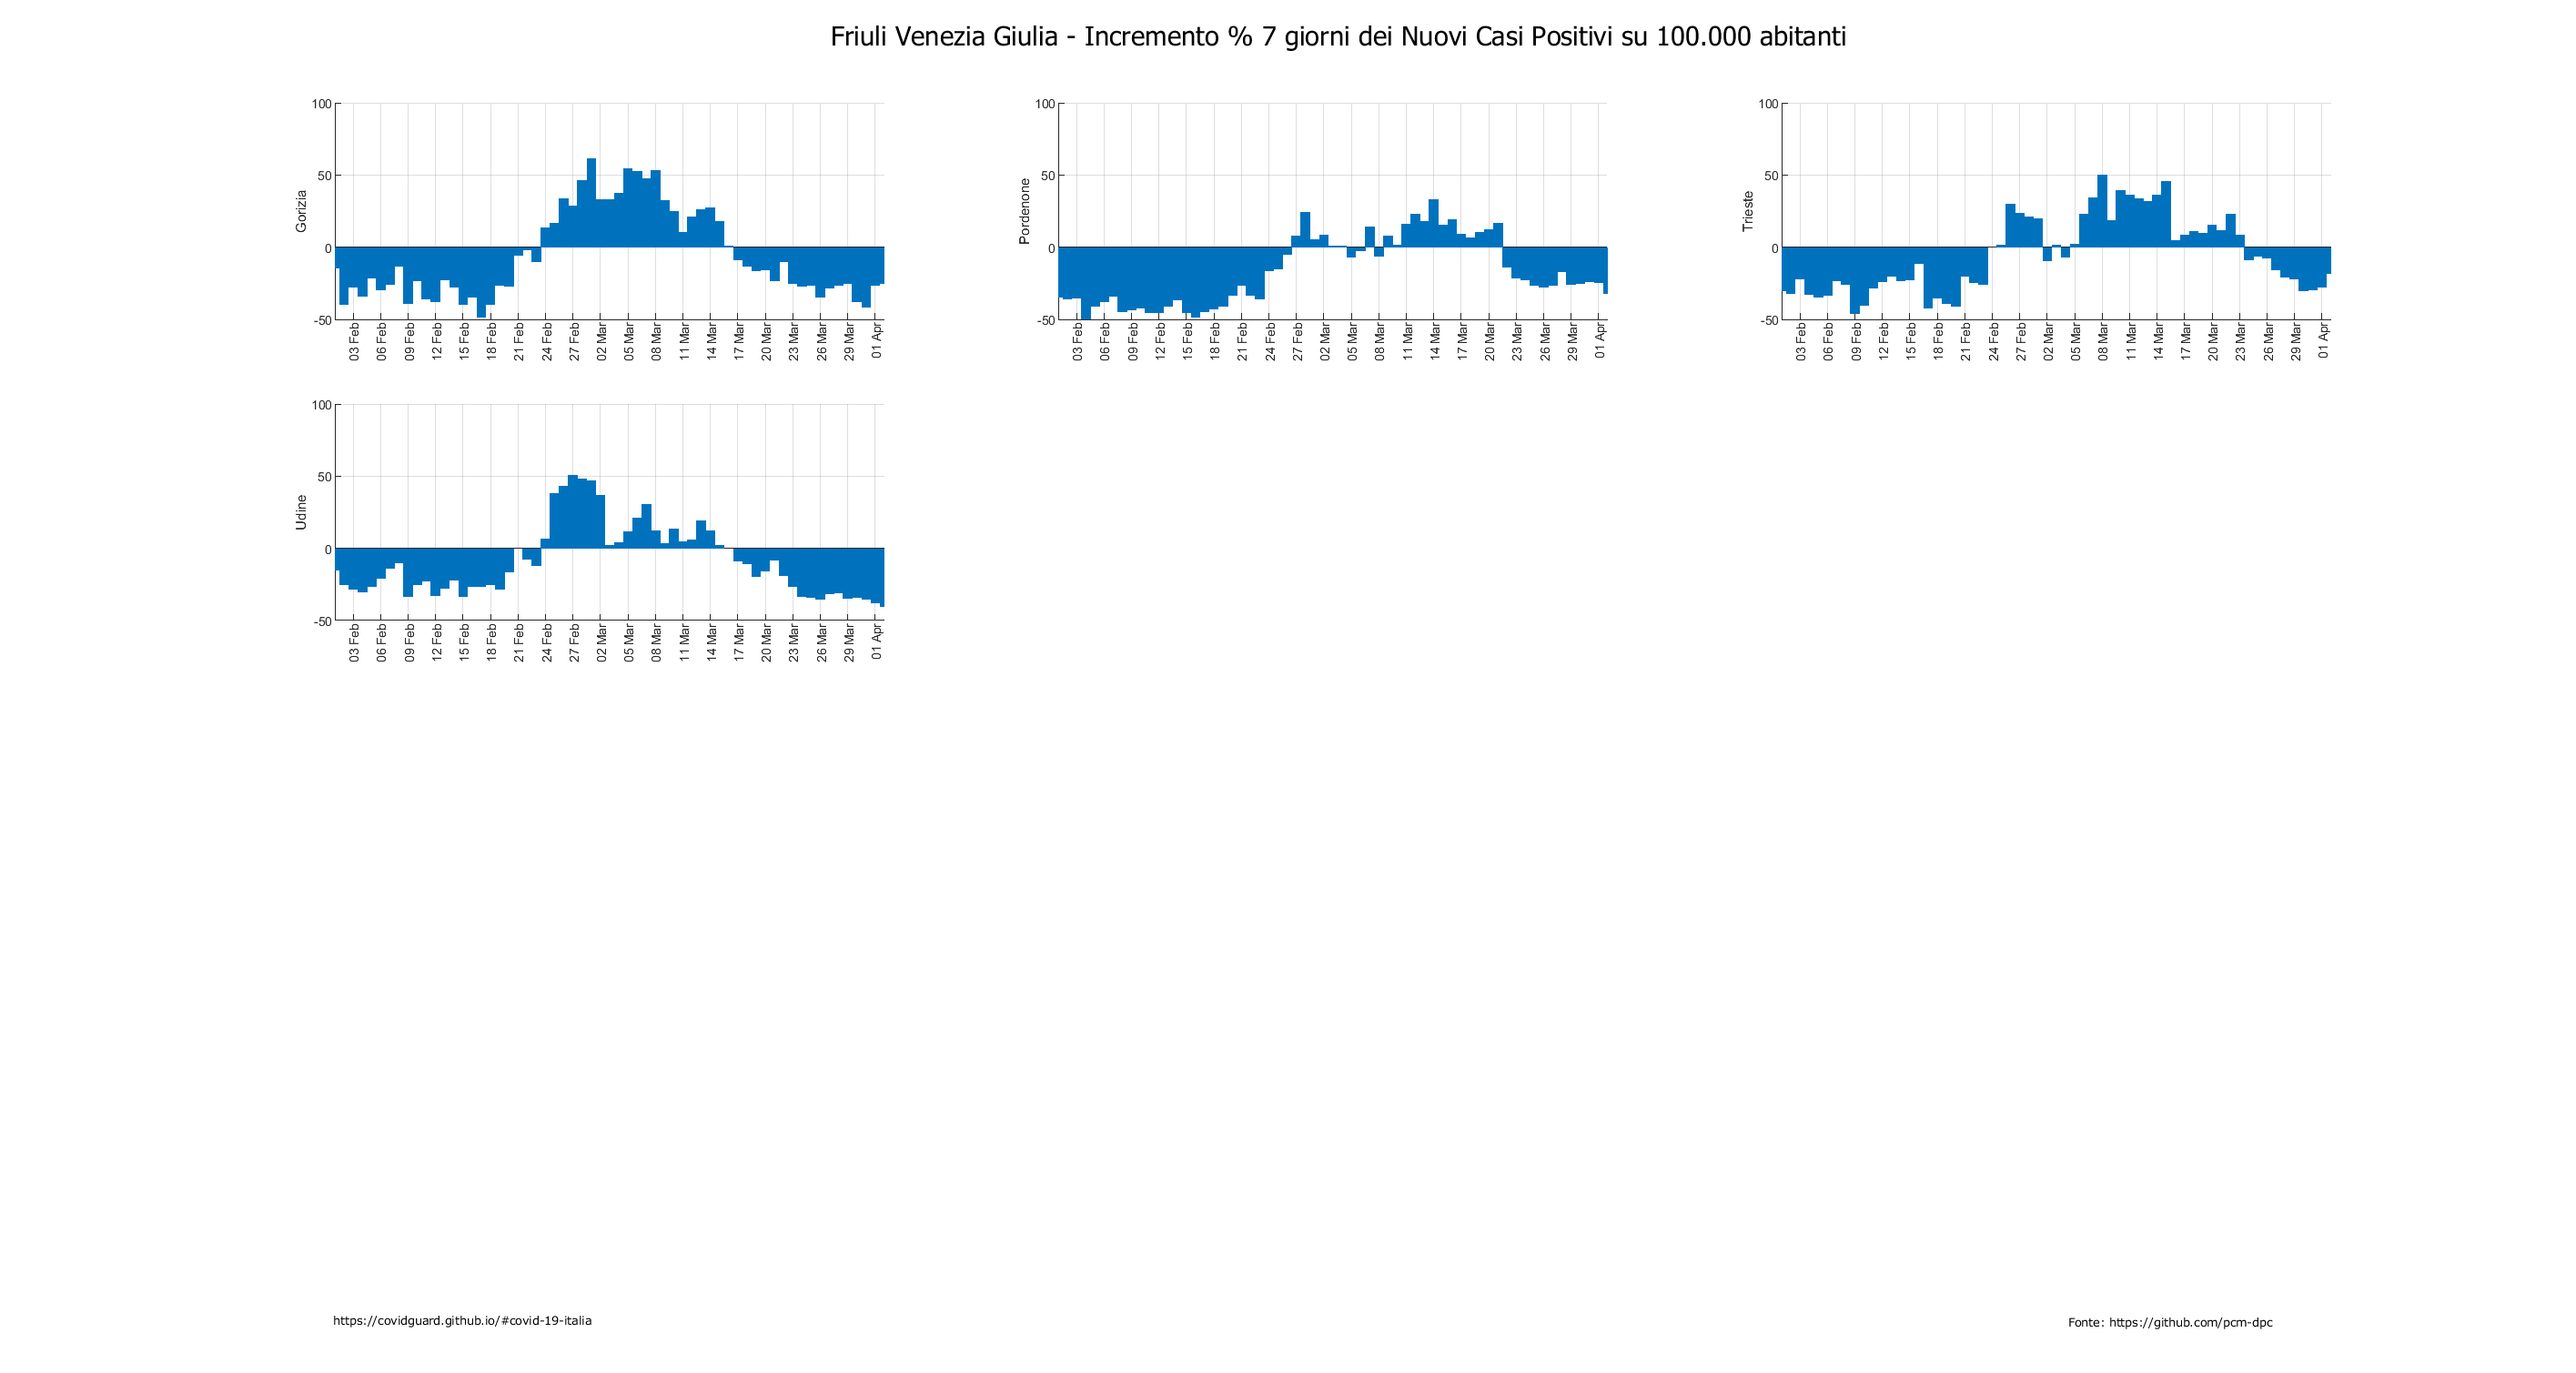 Friuli Venezia Giulia - Incremento % 7 giorni dei Nuovi Casi Positivi su 100.000 abitanti
Gorizia
100
50
0
-50
03 Feb 06 Feb 09 Feb 12 Feb 15 Feb 18 Feb 21 Feb 24 Feb 27 Feb 02 Mar 05 Mar 08 Mar 11 Mar 14 Mar 17 Mar 20 Mar 23 Mar 26 Mar 29 Mar 01 Apr
Pordenone
100
50
0
-50
03 Feb 06 Feb 09 Feb 12 Feb 15 Feb 18 Feb 21 Feb 24 Feb 27 Feb 02 Mar 05 Mar 08 Mar 11 Mar 14 Mar 17 Mar 20 Mar 23 Mar 26 Mar 29 Mar 01 Apr
Trieste
100
50
0
-50
03 Feb 06 Feb 09 Feb 12 Feb 15 Feb 18 Feb 21 Feb 24 Feb 27 Feb 02 Mar 05 Mar 08 Mar 11 Mar 14 Mar 17 Mar 20 Mar 23 Mar 26 Mar 29 Mar 01 Apr
Udine
100
50
0
-50
03 Feb 06 Feb 09 Feb 12 Feb 15 Feb 18 Feb 21 Feb 24 Feb 27 Feb 02 Mar 05 Mar 08 Mar 11 Mar 14 Mar 17 Mar 20 Mar 23 Mar 26 Mar 29 Mar 01 Apr
https://covidguard.github.io/#covid-19-italia
Fonte: https://github.com/pcm-dpc